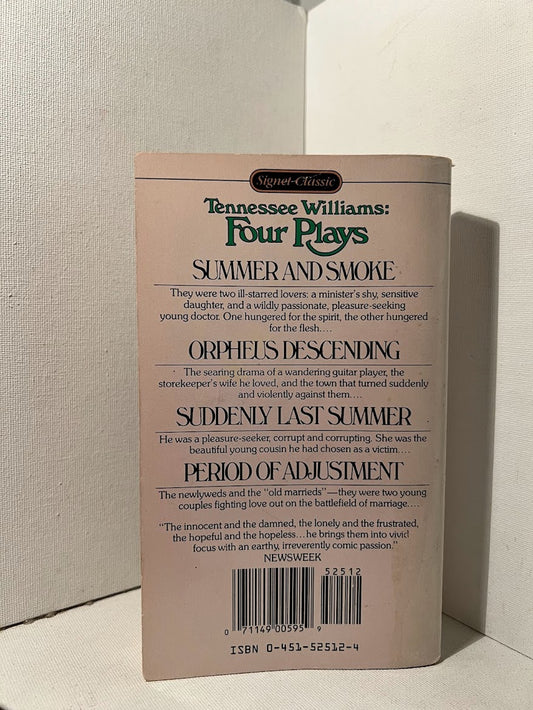 Signet-Classic
Tennessee Williams:
Four Plays
SUMMER AND SMOKE
They were two ill-starred lovers: a minister's shy, sensitive
daughter, and a wildly passionate, pleasure-seeking
young doctor. One hungered for the spirit, the other hungered
for the flesh....
ORPHEUS DESCENDING
The searing drama of a wandering guitar player, the
storekeeper's wife he loved, and the town that turned suddenly
and violently against them....
SUDDENLY LAST SUMMER
He was a pleasure-seeker, corrupt and corrupting. She was the
beautiful young cousin he had chosen as a victim....
PERIOD OF ADJUSTMENT
The newlyweds and the "old marrieds"—they were two young
couples fighting love out on the battlefield of marriage....
"The innocent and the damned, the lonely and the frustrated,
the hopeful and the hopeless...he brings them into vivid
focus with an earthy, irreverently comic passion."
NEWSWEEK
52512
0 71149 00595 9
ISBN 0-451-52512-4